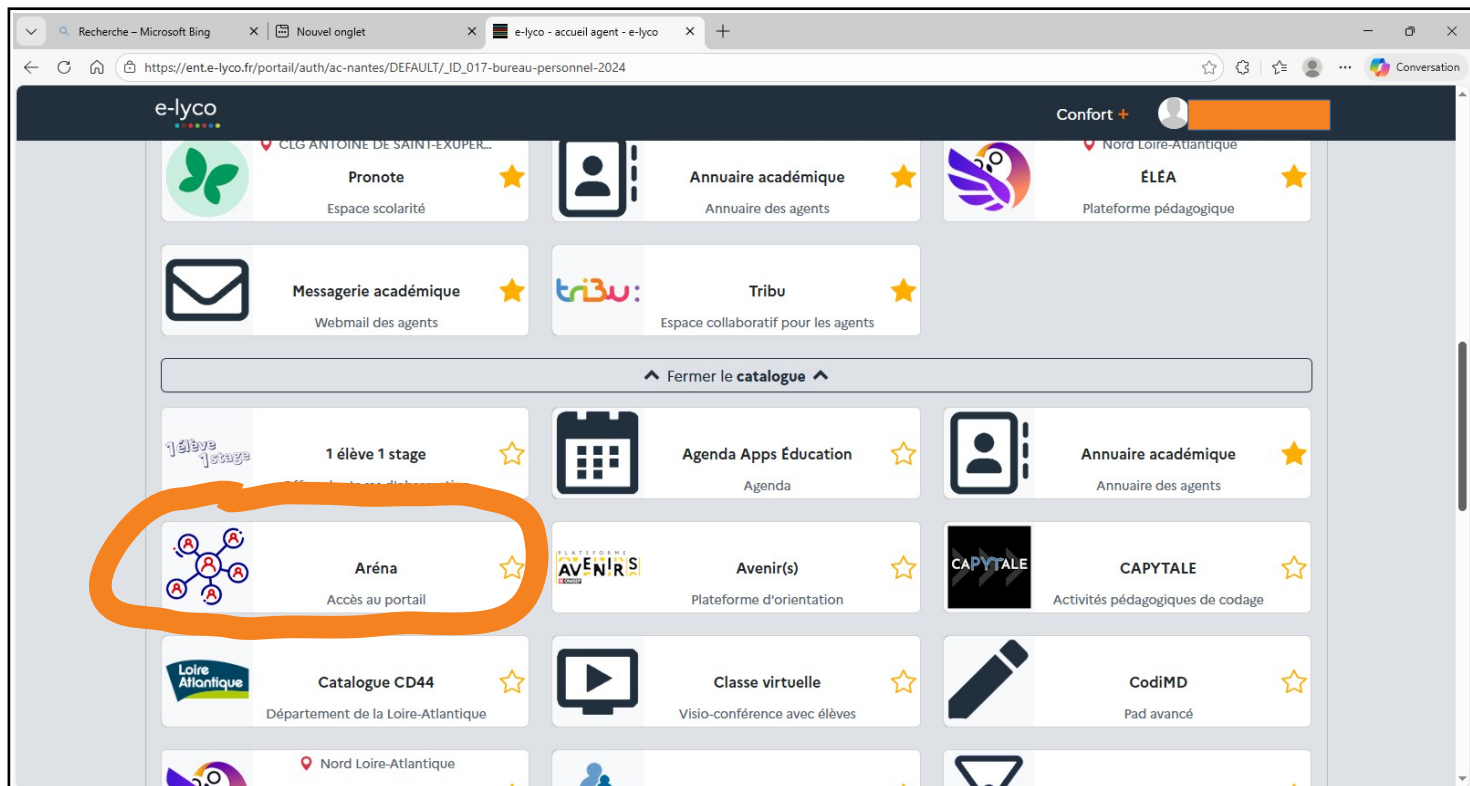 Recherche – Microsoft Bing
Nouvel onglet
e-lyco - accueil agent - e-lyco
https://ent.e-lyco.fr/portail/auth/ac-nantes/DEFAULT/_ID_017-bureau-personnel-2024
Conversation
e-lyco
Confort +
CLG ANTOINE DE SAINT-EXUPER...
Pronote
Espace scolarité
Annuaire académique
Annuaire des agents
Nord Loire-Atlantique
ÉLÉA
Plateforme pédagogique
Messagerie académique
Webmail des agents
triBu:
Tribu
Espace collaboratif pour les agents
Fermer le catalogue
1 élève
1 stage
1 élève 1 stage
Agenda Apps Éducation
Agenda
Annuaire académique
Annuaire des agents
Aréna
Accès au portail
PLATEFORME
AVENIRS
Avenir(s)
Plateforme d'orientation
CAPYTALE
CAPYTALE
Activités pédagogiques de codage
Loire
Atlantique
Catalogue CD44
Département de la Loire-Atlantique
Classe virtuelle
Visio-conférence avec élèves
CodiMD
Pad avancé
Nord Loire-Atlantique